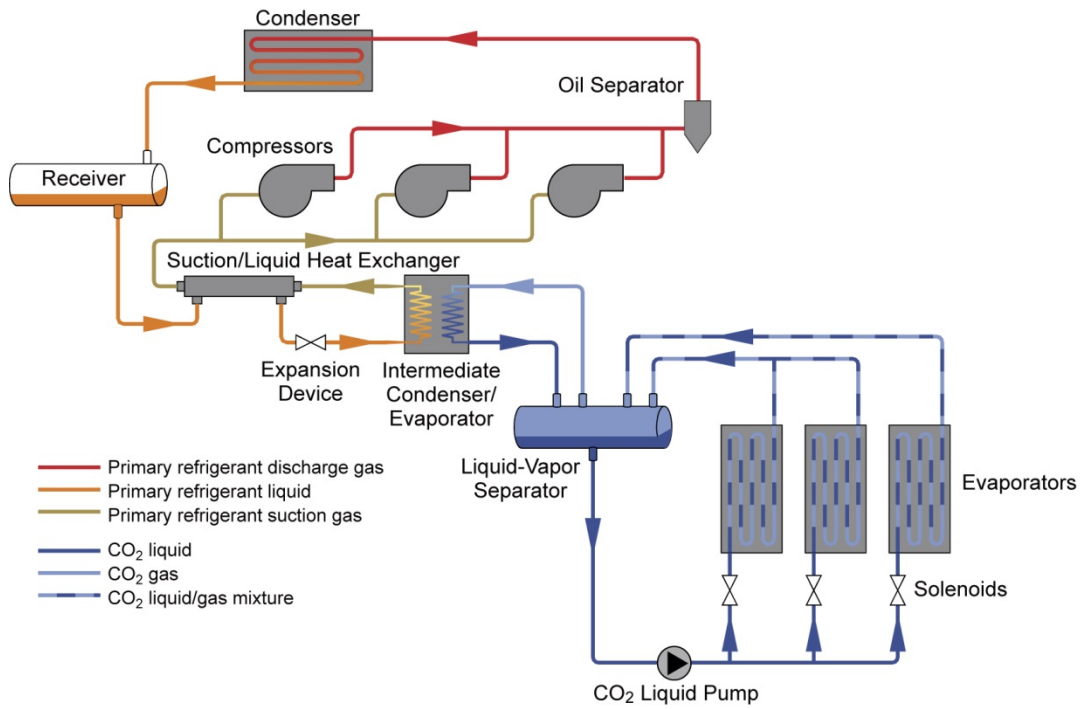 Condenser
Oil Separator
Compressors
Receiver
Suction/Liquid Heat Exchanger
Expansion
Device
Intermediate
Condenser/
Evaporator
Liquid-Vapor
Separator
Evaporators
Primary refrigerant discharge gas
Primary refrigerant liquid
Primary refrigerant suction gas
CO₂ liquid
CO₂ gas
CO₂ liquid/gas mixture
Solenoids
CO₂ Liquid Pump